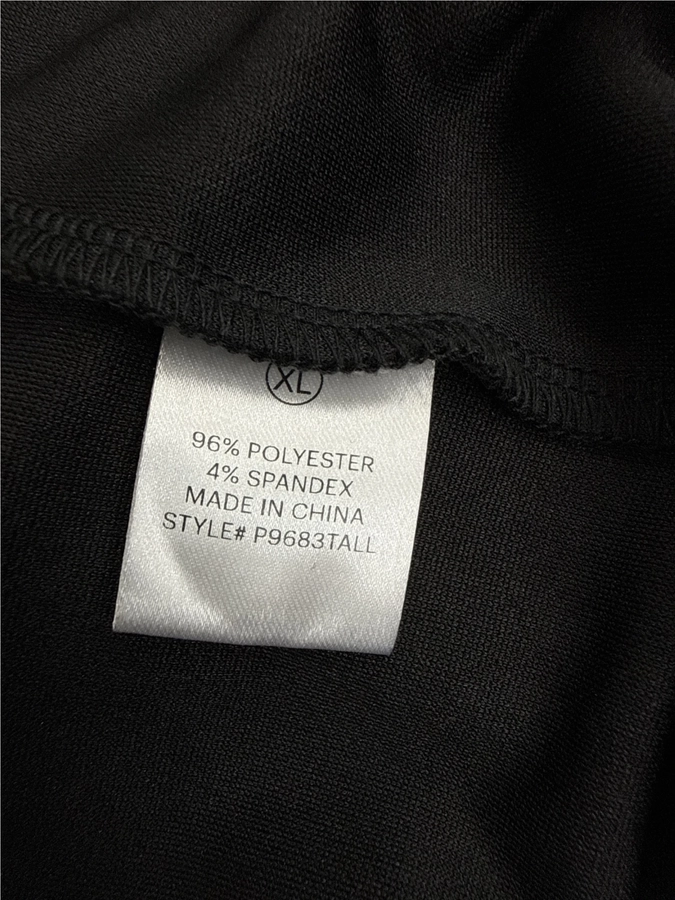 XL
96% POLYESTER
4% SPANDEX
MADE IN CHINA
STYLE# P9683TALL